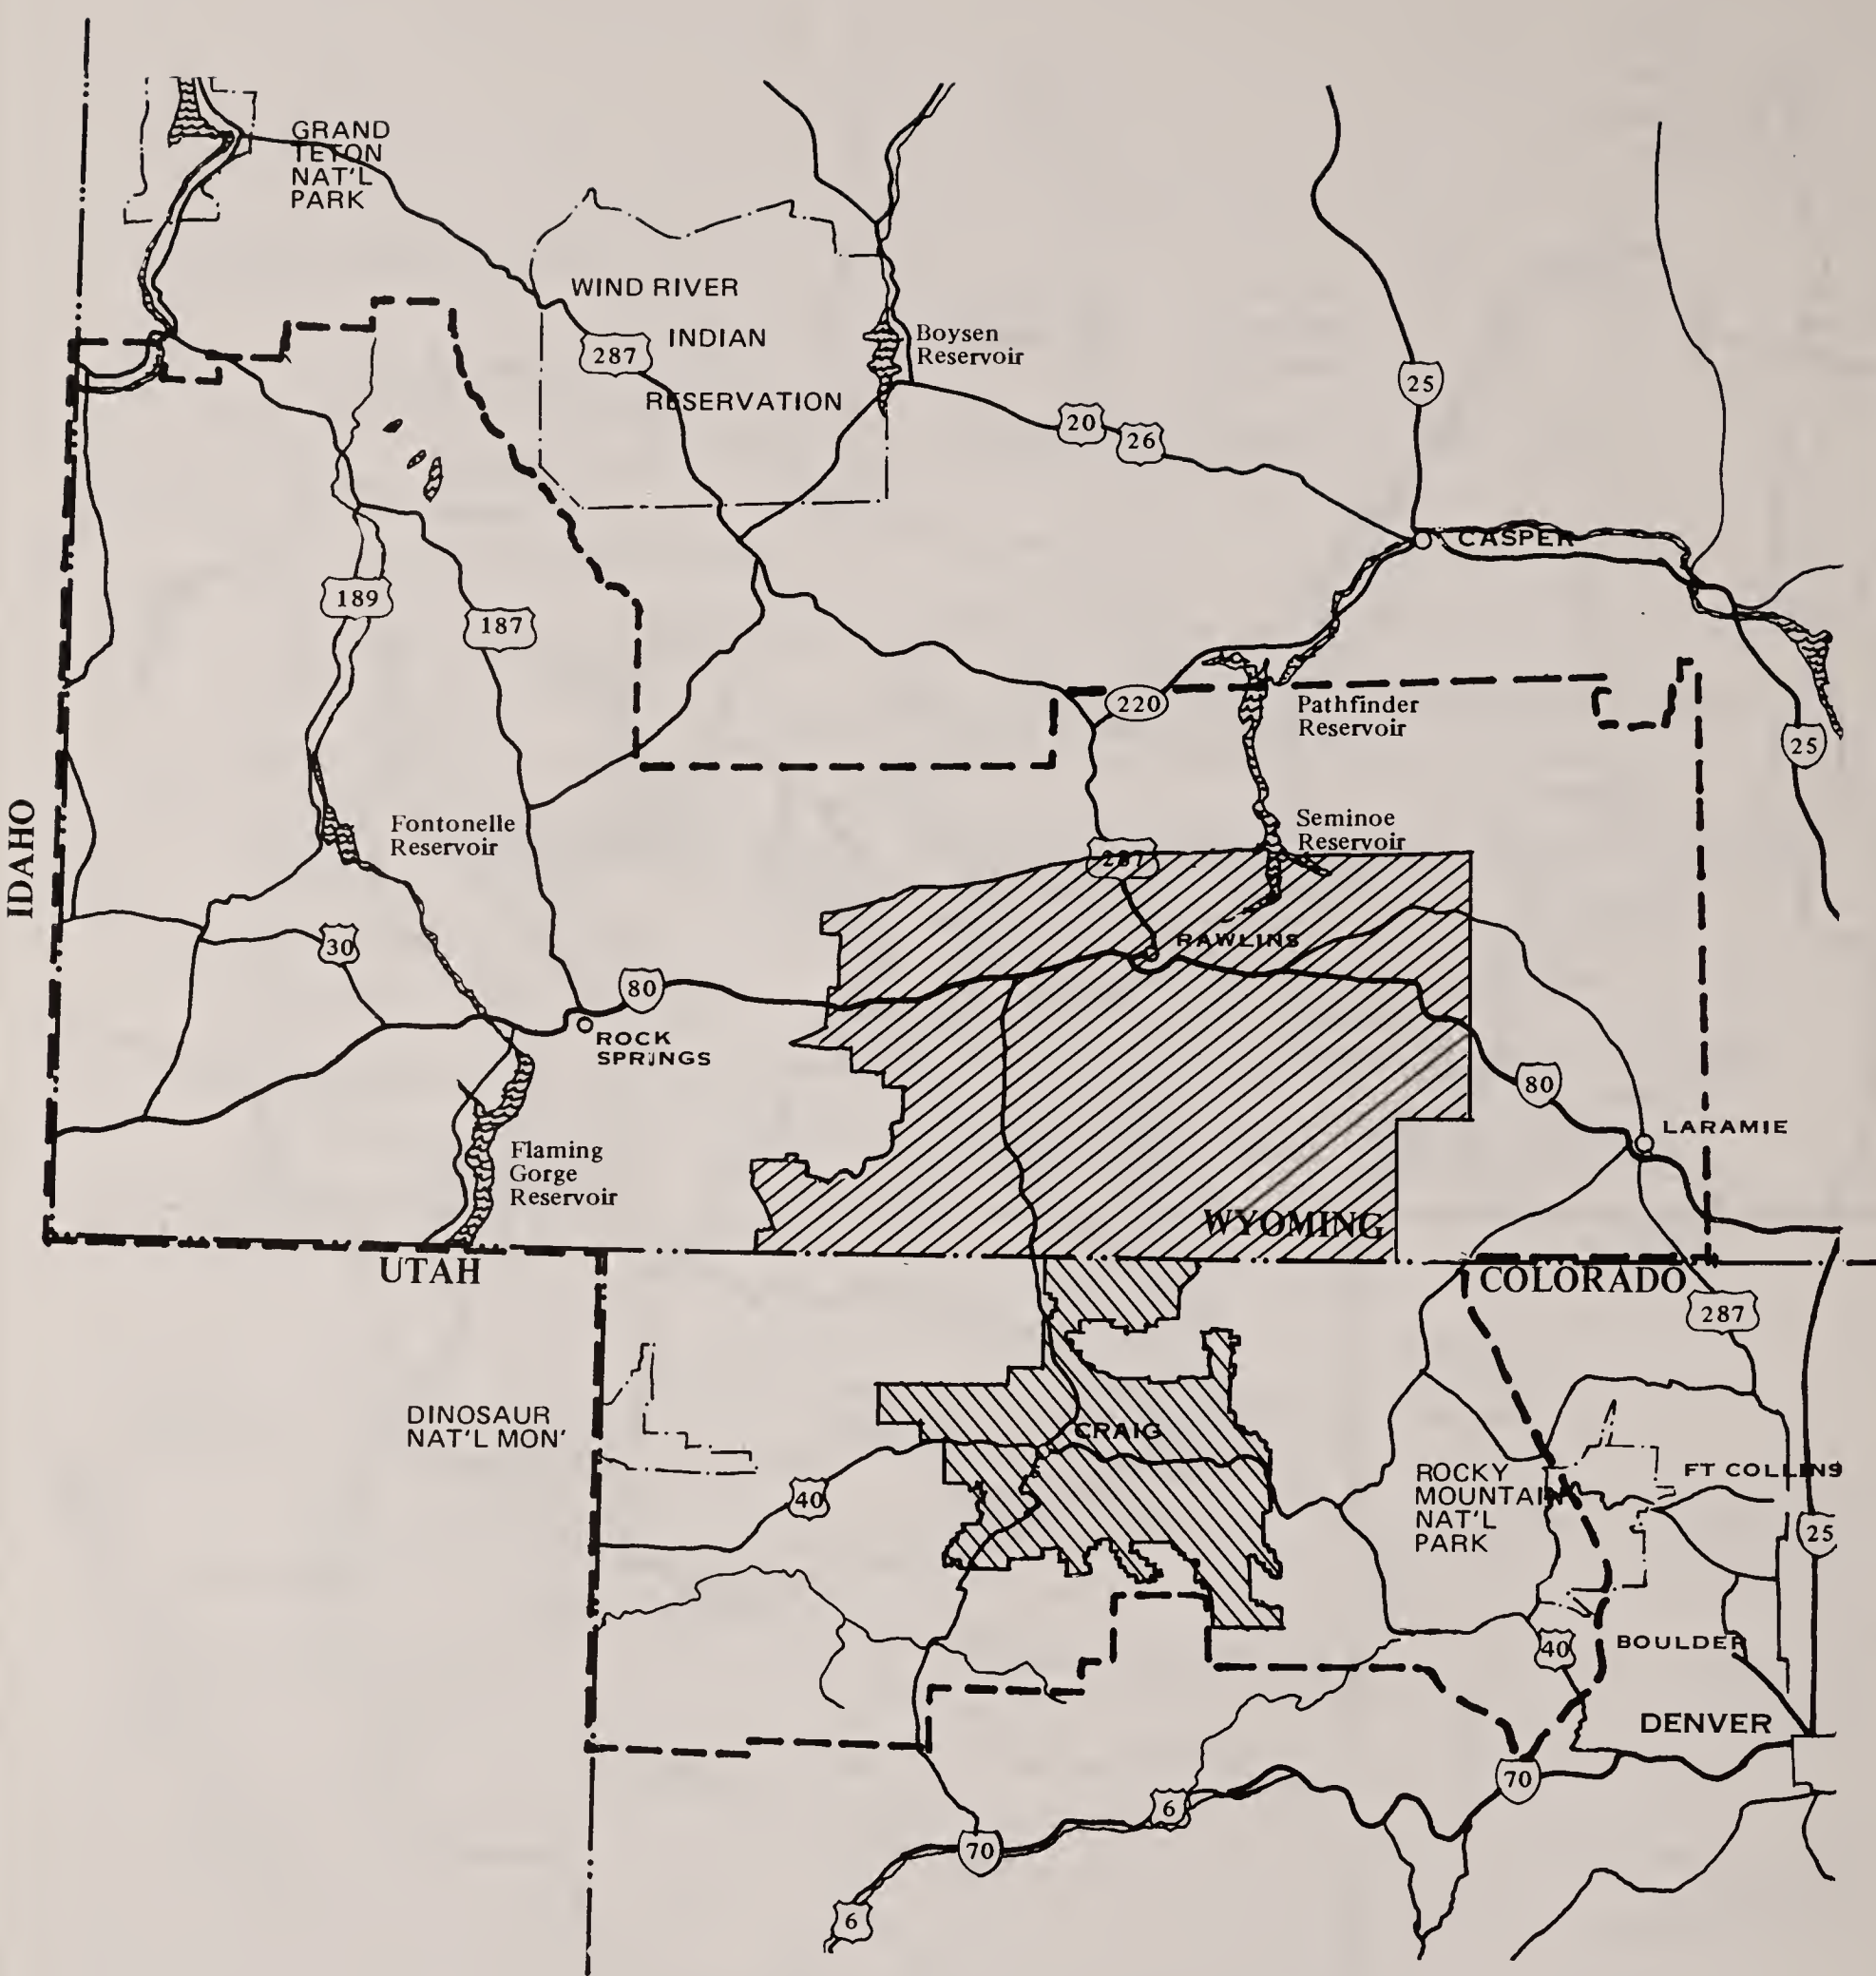 GRAND
TETON
NAT'L
PARK
WIND RIVER
INDIAN
RESERVATION
287
Boysen
Reservoir
25
20
26
CASPER
189
187
220
Pathfinder
Reservoir
25
IDAHO
Fontonelle
Reservoir
Seminoe
Reservoir
287
30
RAWLINS
80
ROCK
SPRINGS
80
LARAMIE
Flaming
Gorge
Reservoir
WYOMING
UTAH
COLORADO
287
DINOSAUR
NAT'L MON'
CRAIG
40
ROCKY
MOUNTAIN
NAT'L
PARK
FT COLLINS
25
40
BOULDER
DENVER
70
6
70
6